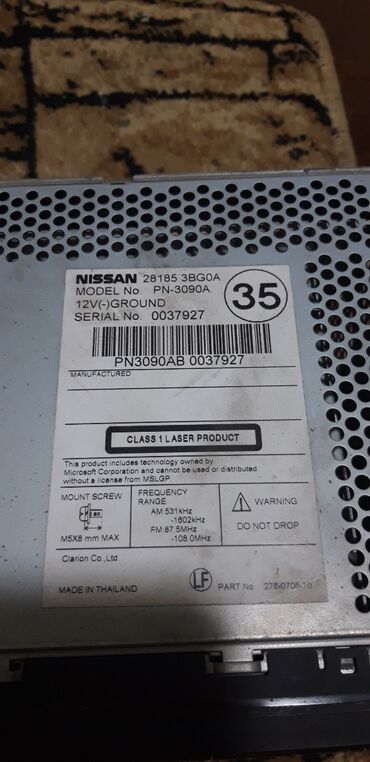 NISSAN 28185 3BG0A
MODEL No PN-3090A
35
12V(-)GROUND
SERIAL No. 0037927
PN3090AB 0037927
MANUFACTURED
CLASS 1 LASER PRODUCT
This product includes technology owned by
Microsoft Corporation and cannot be used or distributed
without a license from MSLGP
MOUNT SCREW
M5X8 mm MAX
FREQUENCY
RANGE
AM:531kHz
-1602kHz
FM:87.5MHz
-108.0MHz
WARNING
DO NOT DROP
Clarion Co.,Ltd
MADE IN THAILAND
LF
PART No